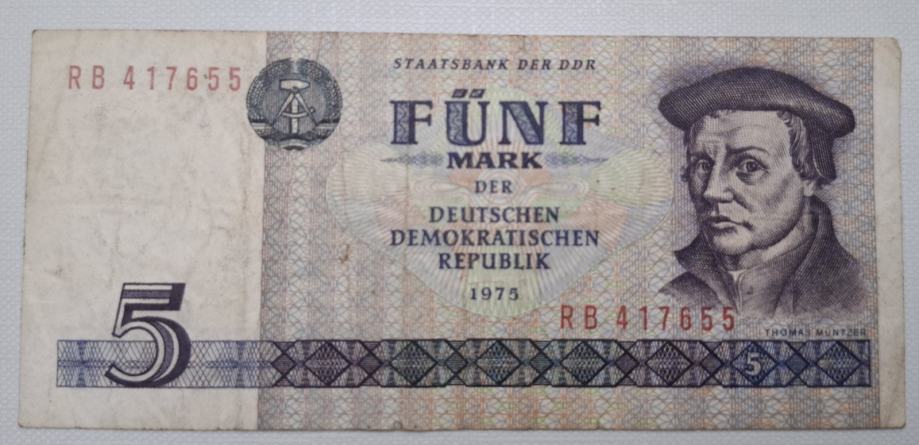 RB 417655
STAATSBANK DER DDR
FÜNF
MARK
DER
DEUTSCHEN
DEMOKRATISCHEN
REPUBLIK
1975
RB 417655
THOMAS MÜNTZER
5
5